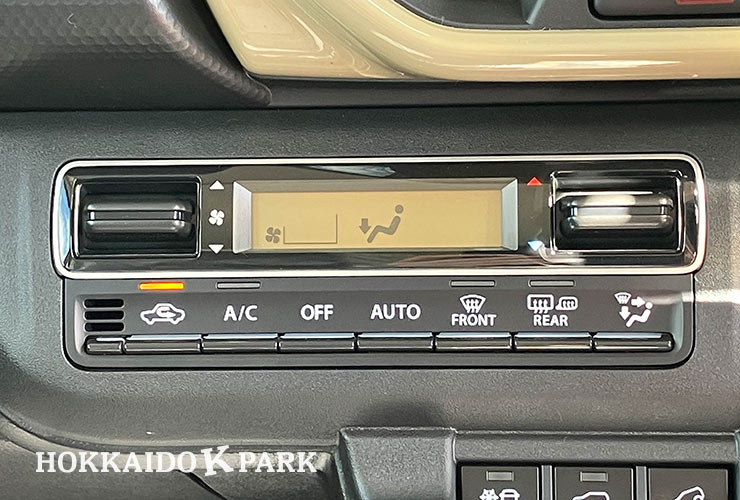 A/C OFF AUTO FRONT REAR
HOKKAIDO K PARK